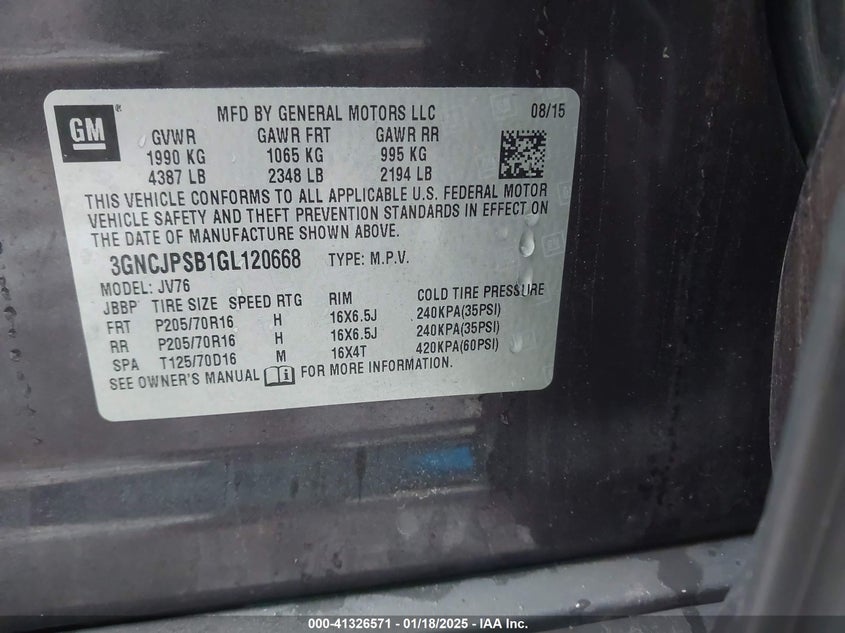 GM
MFD BY GENERAL MOTORS LLC 08/15
GVWR GAWR FRT GAWR RR
1990 KG 1065 KG 995 KG
4387 LB 2348 LB 2194 LB
THIS VEHICLE CONFORMS TO ALL APPLICABLE U.S. FEDERAL MOTOR
VEHICLE SAFETY AND THEFT PREVENTION STANDARDS IN EFFECT ON
THE DATE OF MANUFACTURE SHOWN ABOVE.
3GNCJPSB1GL120668 TYPE: M.P.V.
MODEL: JV76
JBBP TIRE SIZE SPEED RTG RIM COLD TIRE PRESSURE
FRT P205/70R16 H 16X6.5J 240KPA(35PSI)
RR P205/70R16 H 16X6.5J 240KPA(35PSI)
SPA T125/70D16 M 16X4T 420KPA(60PSI)
SEE OWNER'S MANUAL FOR MORE INFORMATION.
000-41326571 / 01/18/2025 - IAA Inc.